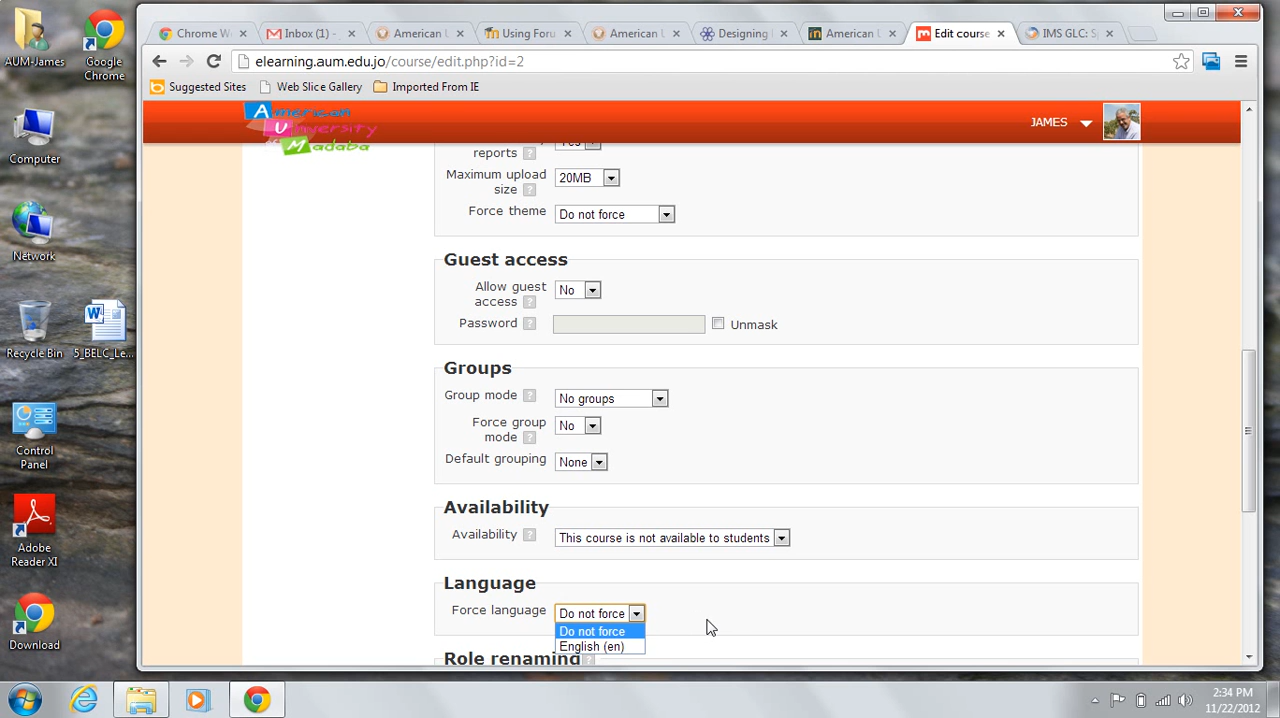 AUM-James
Google Chrome
Computer
Network
Recycle Bin
5_BELC_Le...
Control Panel
Adobe Reader XI
Download
ChromeW
Inbox (1) -
American U
Using Foru
American U
Designing
American U
Edit course
IMS GLC: S
elearning.aum.edu.jo/course/edit.php?id=2
Suggested Sites
Web Slice Gallery
Imported From IE
American
University
Madaba
JAMES
reports ?
Yes
Maximum upload size ?
20MB
Force theme
Do not force
Guest access
Allow guest access ?
No
Password ?
Unmask
Groups
Group mode ?
No groups
Force group mode ?
No
Default grouping
None
Availability
Availability ?
This course is not available to students
Language
Force language
Do not force
Do not force
English (en)
Role renaming ?
2:34 PM
11/22/2012